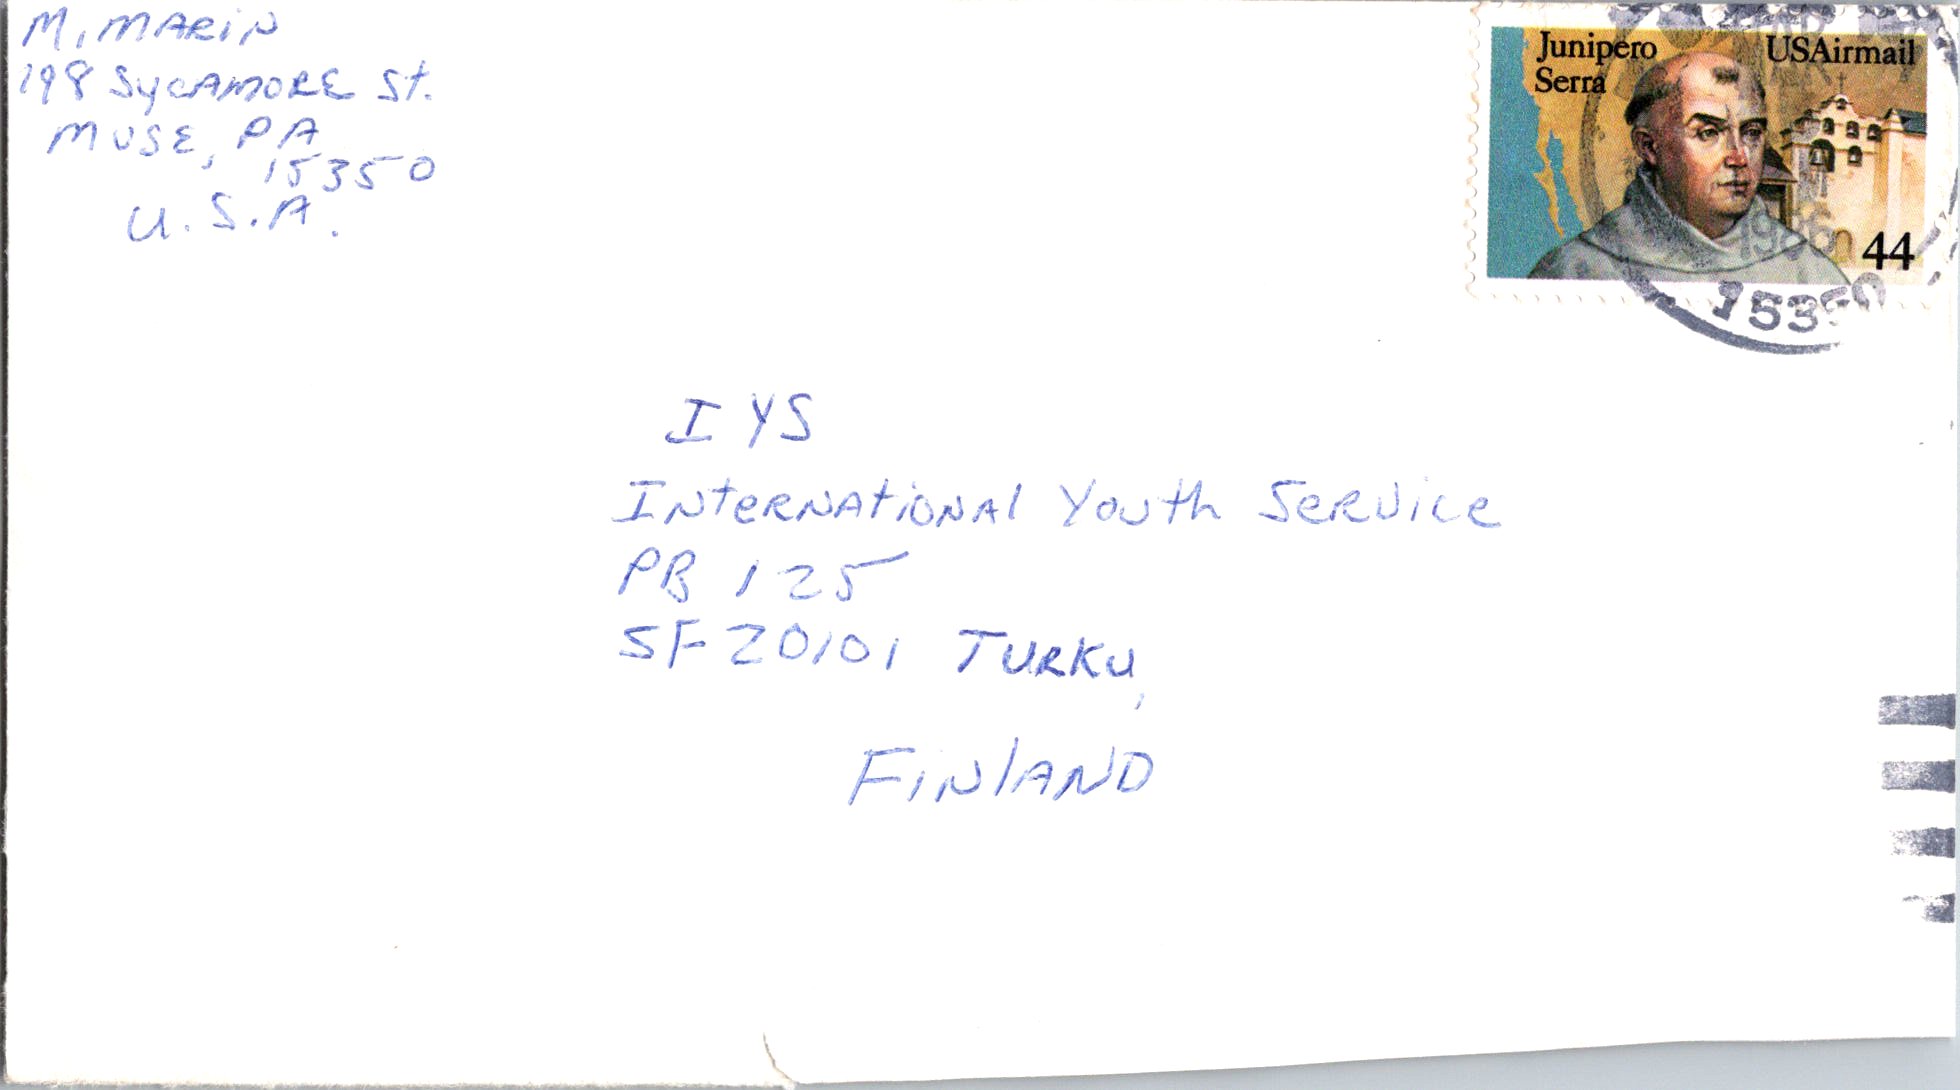 M. MARIN
198 SYCAMORE St.
MUSE, PA
15350
U.S.A.
Junipero
Serra
USAirmail
1986
44
15350
IYS
INTERNATIONAL YOUTH SERVICE
PB 125
SF 20101 TURKU,
FINLAND